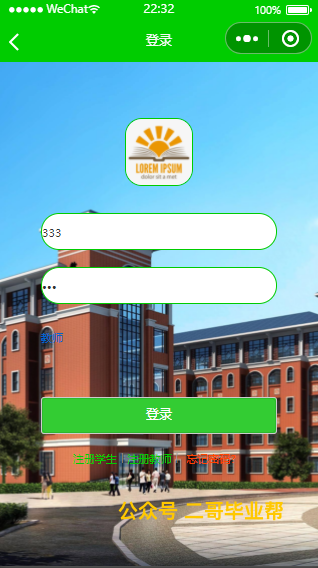 WeChat 22:32 100%
登录
LOREM IPSUM
dolor sit a met
333
•••
教师
登录
注册学生 注册教师 忘记密码
公众号 二哥毕业帮